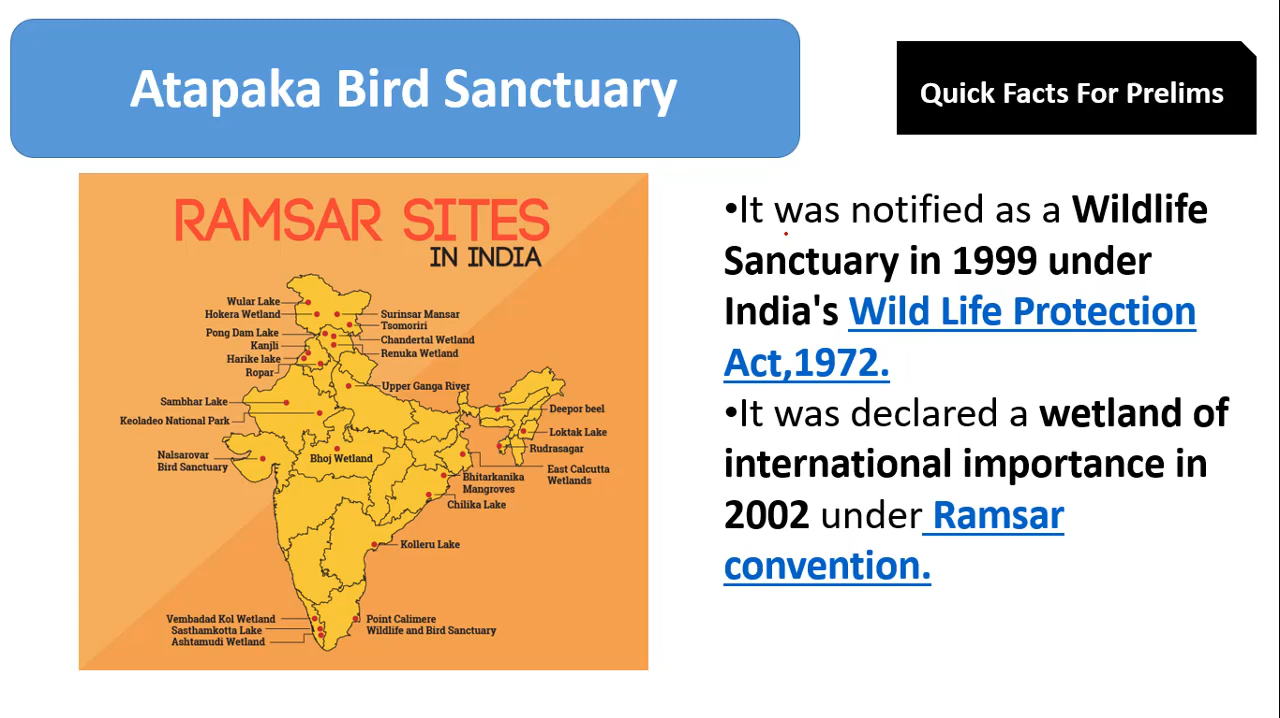 Atapaka Bird Sanctuary
Quick Facts For Prelims
RAMSAR SITES
IN INDIA
Wular Lake
Hokera Wetland
Pong Dam Lake
Kanjli
Harike lake
Ropar
Sambhar Lake
Keoladeo National Park
Nalsarovar
Bird Sanctuary
Surinsar Mansar
Tsomoriri
Chandertal Wetland
Renuka Wetland
Upper Ganga River
Deepor beel
Loktak Lake
Rudrasagar
East Calcutta
Wetlands
Bhoj Wetland
Bhitarkanika
Mangroves
Chilika Lake
Kolleru Lake
Vembadad Kol Wetland
Sasthamkotta Lake
Ashtamudi Wetland
Point Calimere
Wildlife and Bird Sanctuary
•It was notified as a Wildlife
Sanctuary in 1999 under
India's Wild Life Protection
Act,1972.
•It was declared a wetland of
international importance in
2002 under Ramsar
convention.